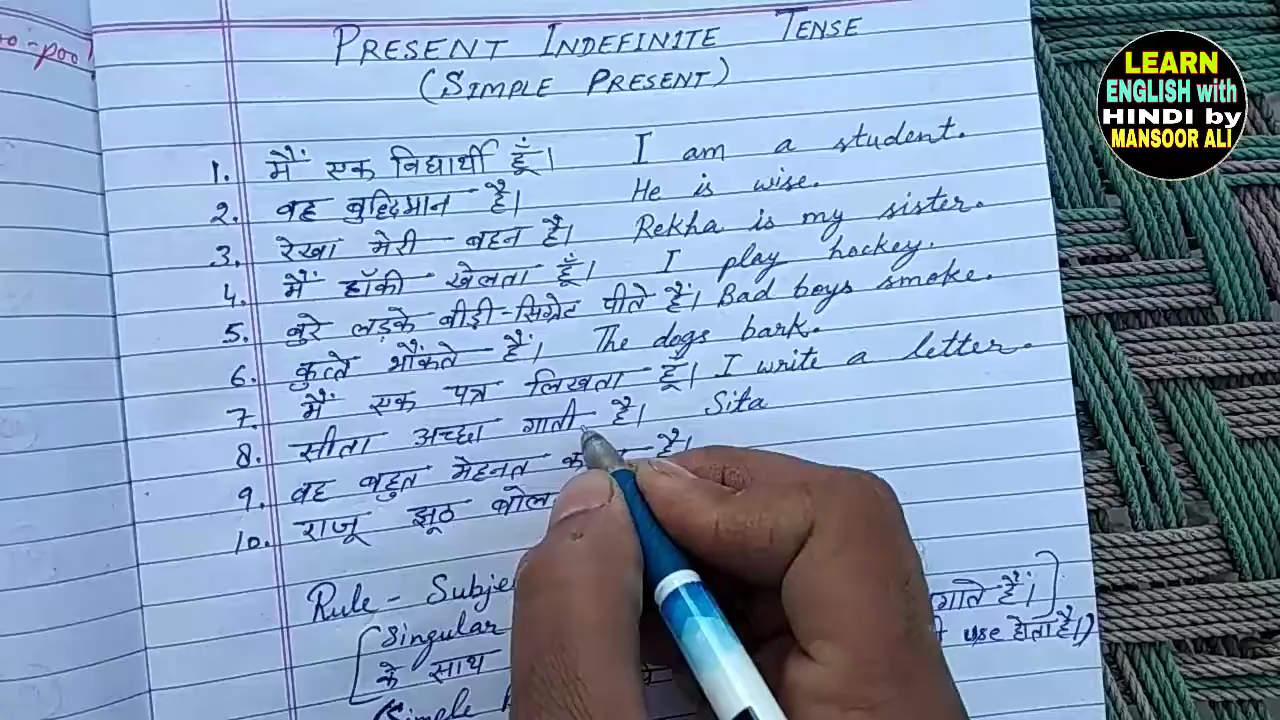 PRESENT INDEFINITE TENSE
(SIMPLE PRESENT)
LEARN
ENGLISH with
HINDI by
MANSOOR ALI
1. मैं एक विद्यार्थी हूँ। I am a student.
2. वह बुद्धिमान है। He is wise.
3. रेखा मेरी बहन है। Rekha is my sister.
4. मैं हॉकी खेलता हूँ। I play hockey.
5. बुरे लड़के बीड़ी-सिग्रेट पीते हैं। Bad boys smoke.
6. कुत्ते भौंकते हैं। The dogs bark.
7. मैं एक पत्र लिखता हूँ। I write a letter.
8. सीता अच्छा गाती है। Sita
9. वह बहुत मेहनत है।
10. राजू झूठ बोल
Rule - Subje लगाते हैं।
(Singular use होता है।)
के साथ
(Simple